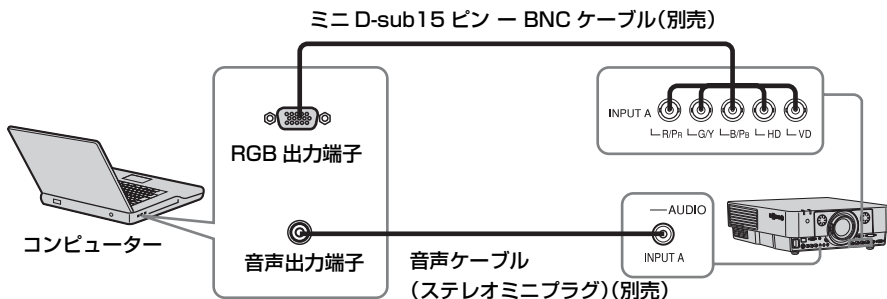 ミニ D-sub15 ピン ー BNC ケーブル(別売)
INPUT A
R/PR G/Y B/PB HD VD
RGB 出力端子
AUDIO
INPUT A
コンピューター
音声出力端子
音声ケーブル
(ステレオミニプラグ)(別売)